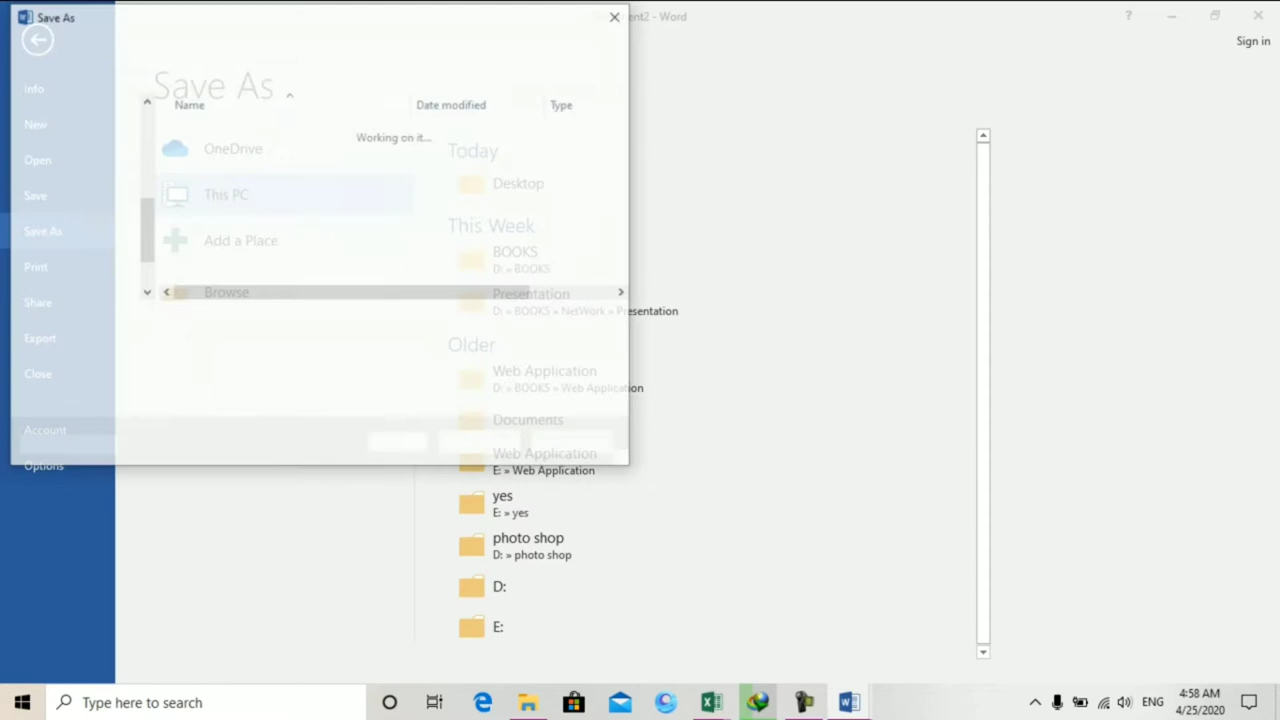 Save As
ent2 - Word
?
Sign in
Info
New
Open
Save
Save As
Print
Share
Export
Close
Account
Options
Save As
Name
Date modified
Type
Working on it...
OneDrive
This PC
Add a Place
Browse
Today
Desktop
This Week
BOOKS
D: » BOOKS
Presentation
D: » BOOKS » NetWork » Presentation
Older
Web Application
D: » BOOKS » Web Application
Documents
Web Application
E: » Web Application
yes
E: » yes
photo shop
D: » photo shop
D:
E:
Type here to search
ENG
4:58 AM
4/25/2020